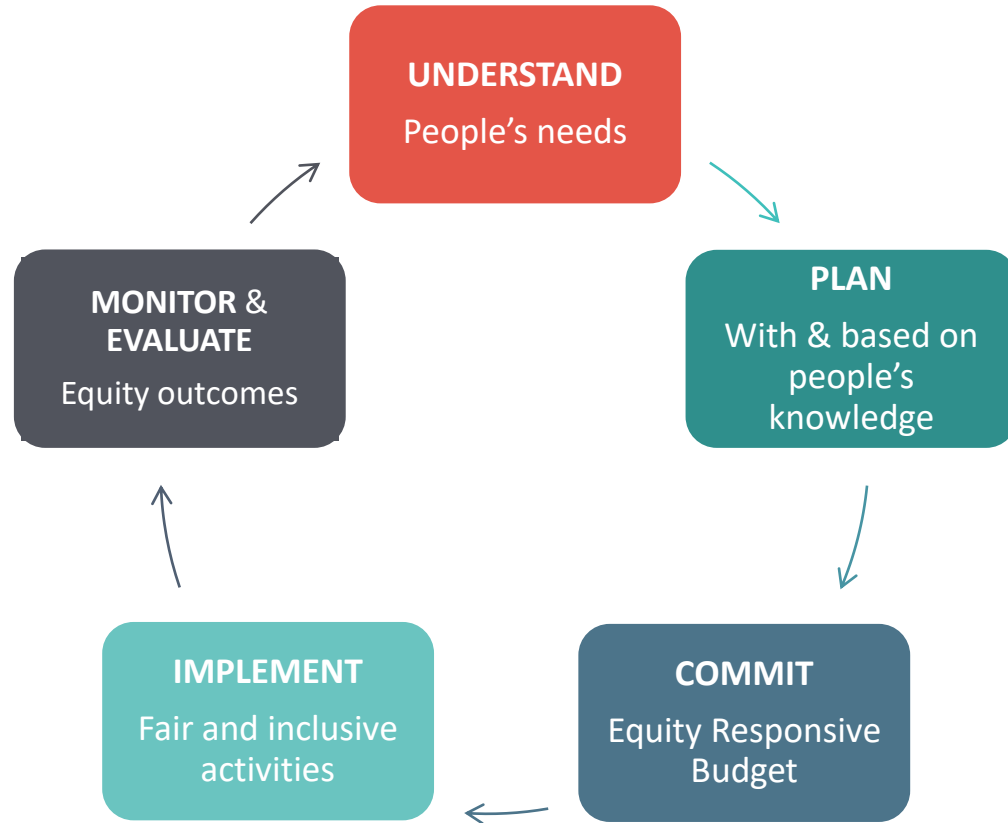 UNDERSTAND
People’s needs
PLAN
With & based on
people’s
knowledge
COMMIT
Equity Responsive
Budget
IMPLEMENT
Fair and inclusive
activities
MONITOR &
EVALUATE
Equity outcomes